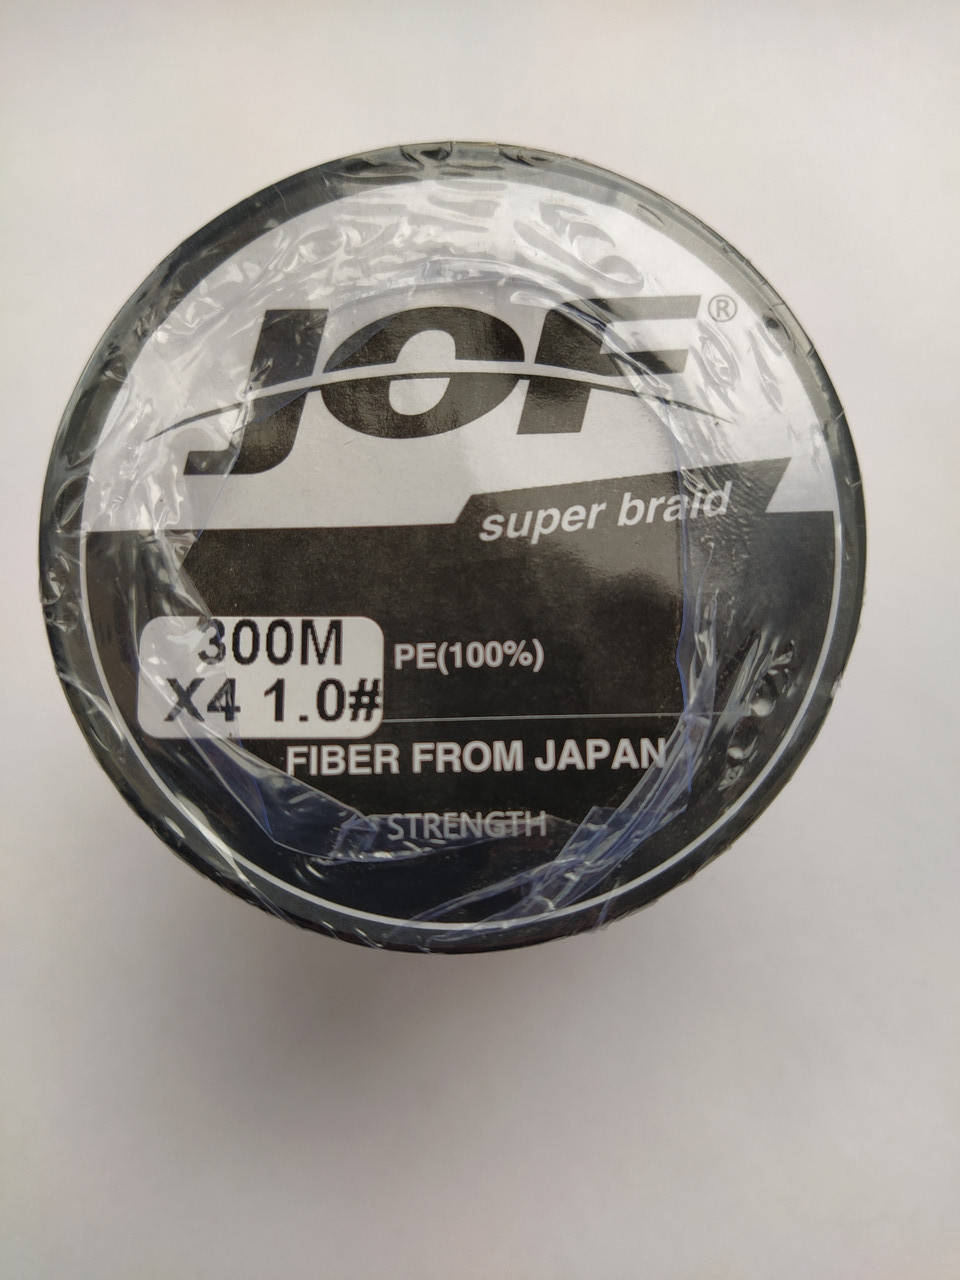 JOF®
super braid
300M
X4 1.0#
PE(100%)
FIBER FROM JAPAN
STRENGTH